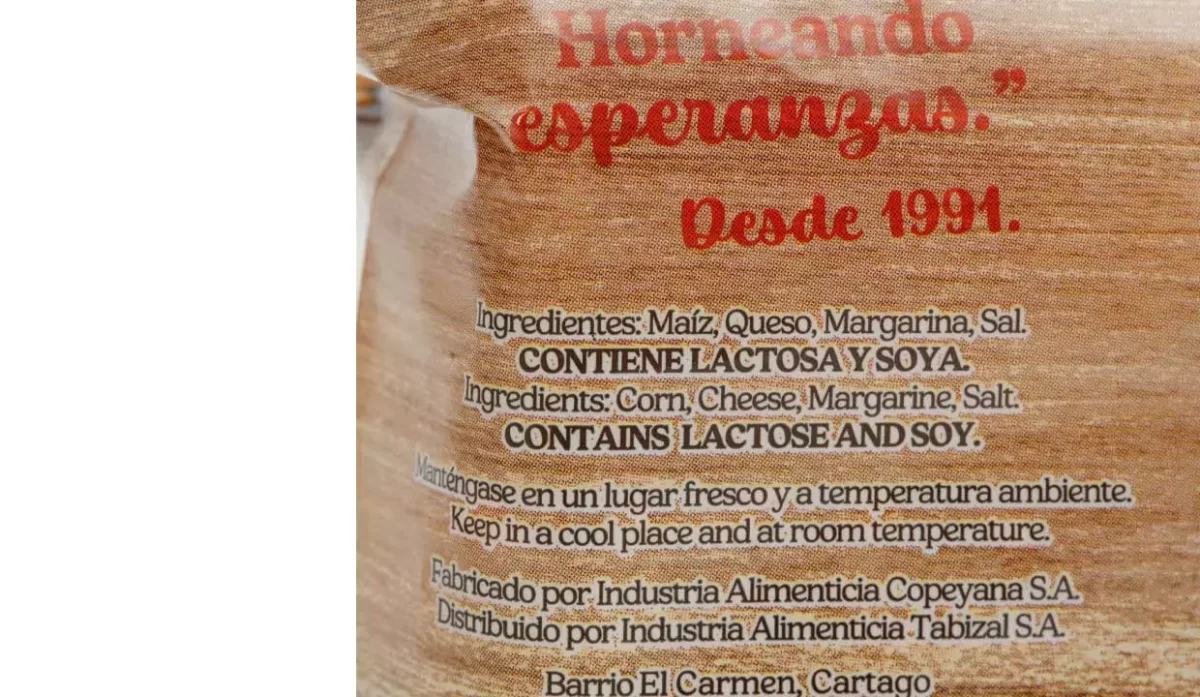 Horneando
esperanzas.”
Desde 1991.
Ingredientes: Maíz, Queso, Margarina, Sal.
CONTIENE LACTOSA Y SOYA.
Ingredients: Corn, Cheese, Margarine, Salt.
CONTAINS LACTOSE AND SOY.
Manténgase en un lugar fresco y a temperatura ambiente.
Keep in a cool place and at room temperature.
Fabricado por Industria Alimenticia Copeyana S.A.
Distribuido por Industria Alimenticia Tabizal S.A.
Barrio El Carmen, Cartago